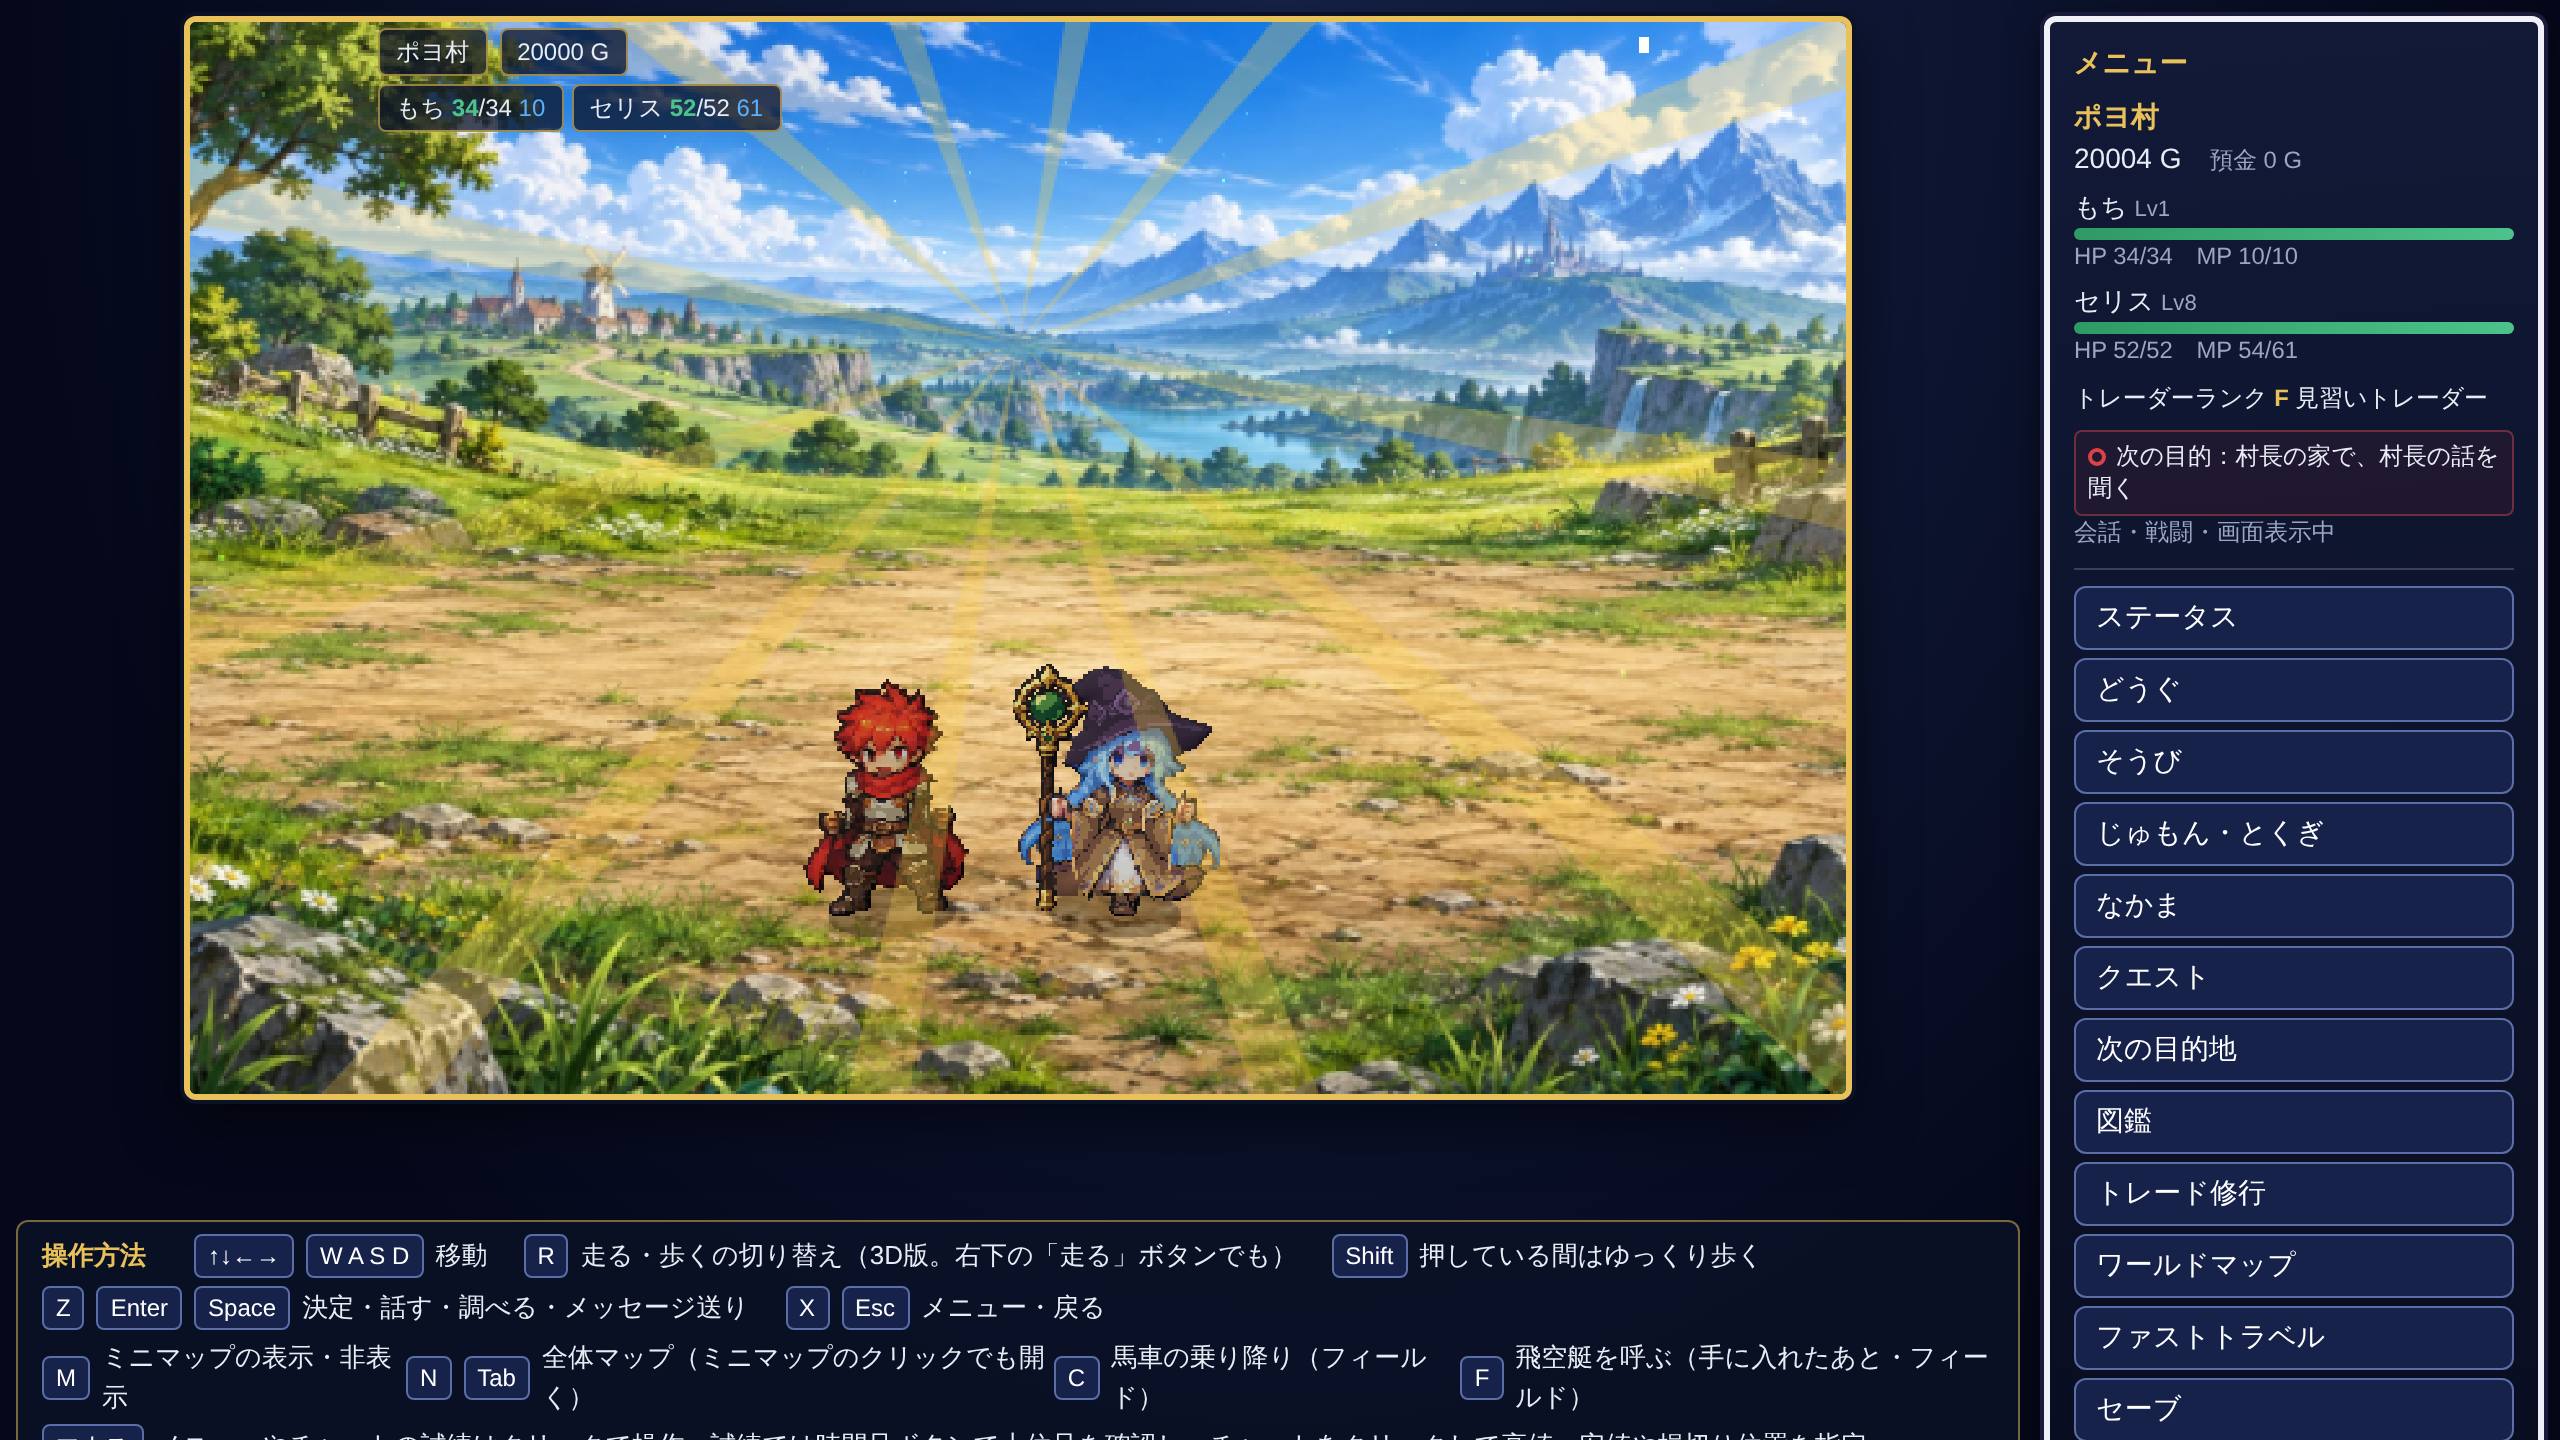 ポヨ村 20000 G
もち 34/34 10 セリス 52/52 61
メニュー
ポヨ村
20004 G 預金 0 G
もち Lv1
HP 34/34 MP 10/10
セリス Lv8
HP 52/52 MP 54/61
トレーダーランク F 見習いトレーダー
次の目的：村長の家で、村長の話を
聞く
会話・戦闘・画面表示中
ステータス
どうぐ
そうび
じゅもん・とくぎ
なかま
クエスト
次の目的地
図鑑
トレード修行
ワールドマップ
ファストトラベル
セーブ
操作方法 ↑↓←→ W A S D 移動 R 走る・歩くの切り替え（3D版。右下の「走る」ボタンでも） Shift 押している間はゆっくり歩く
Z Enter Space 決定・話す・調べる・メッセージ送り X Esc メニュー・戻る
M ミニマップの表示・非表示 N Tab 全体マップ（ミニマップのクリックでも開く） C 馬車の乗り降り（フィールド） F 飛空艇を呼ぶ（手に入れたあと・フィールド）